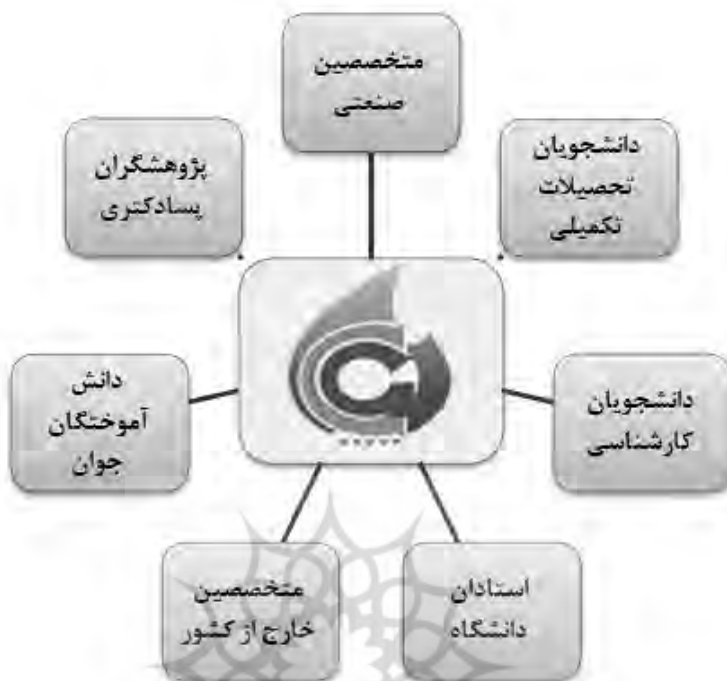 متخصصین
صنعتی
دانشجویان
تحصیلات
تکمیلی
دانشجویان
کارشناسی
استادان
دانشگاه
متخصصین
خارج از کشور
دانش
آموختگان
جوان
پژوهشگران
پسادکتری